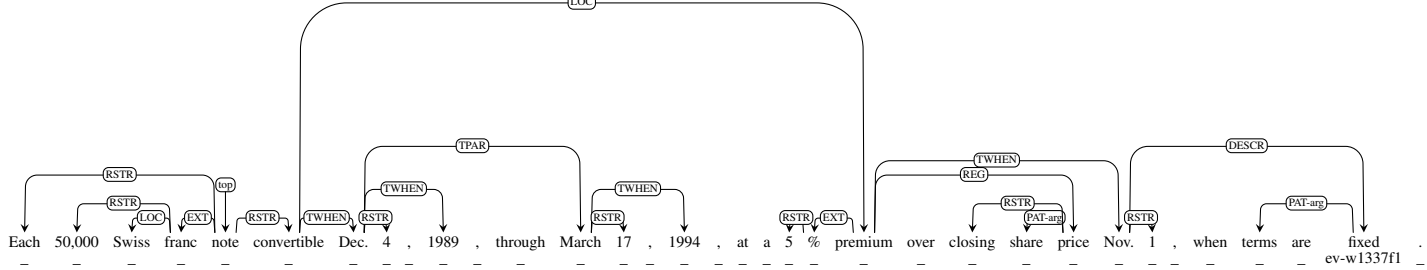 LOC
TPAR DESCR
TWHEN
RSTR REG
top TWHEN TWHEN
RSTR RSTR PAT-arg
LOC EXT RSTR TWHEN RSTR RSTR RSTR EXT PAT-arg RSTR
Each 50,000 Swiss franc note convertible Dec. 4 , 1989 , through March 17 , 1994 , at a 5 % premium over closing share price Nov. 1 , when terms are fixed .
_ _ _ _ _ _ _ _ _ _ _ _ _ _ _ _ _ _ _ _ _ _ _ _ _ _ _ _ _ _ _ _ ev-w1337f1 _